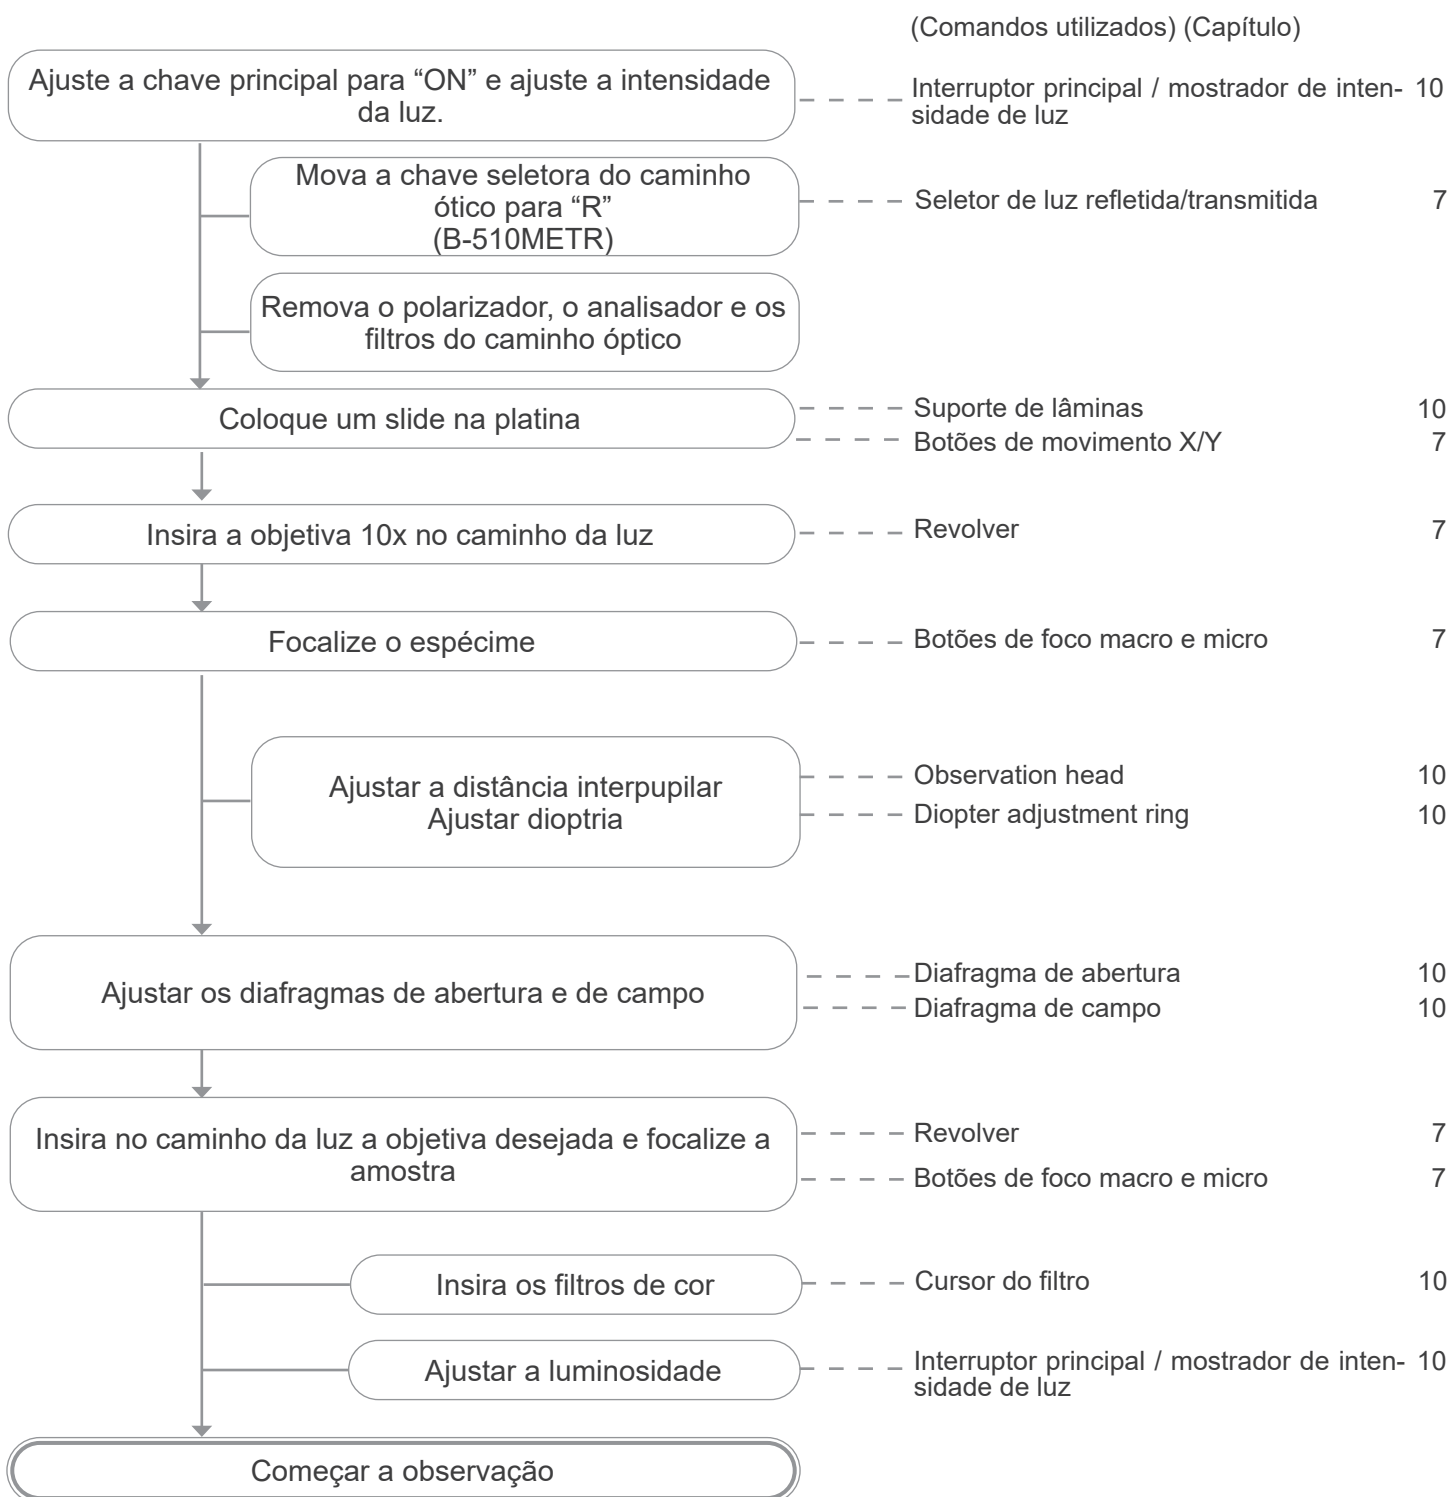 (Comandos utilizados) (Capítulo)
Ajuste a chave principal para “ON” e ajuste a intensidade
da luz.
Interruptor principal / mostrador de inten- 10
sidade de luz
Mova a chave seletora do caminho
ótico para “R”
(B-510METR)
Seletor de luz refletida/transmitida 7
Remova o polarizador, o analisador e os
filtros do caminho óptico
Coloque um slide na platina
Suporte de lâminas 10
Botões de movimento X/Y 7
Insira a objetiva 10x no caminho da luz
Revolver 7
Focalize o espécime
Botões de foco macro e micro 7
Ajustar a distância interpupilar
Ajustar dioptria
Observation head 10
Diopter adjustment ring 10
Ajustar os diafragmas de abertura e de campo
Diafragma de abertura 10
Diafragma de campo 10
Insira no caminho da luz a objetiva desejada e focalize a
amostra
Revolver 7
Botões de foco macro e micro 7
Insira os filtros de cor
Cursor do filtro 10
Ajustar a luminosidade
Interruptor principal / mostrador de inten- 10
sidade de luz
Começar a observação